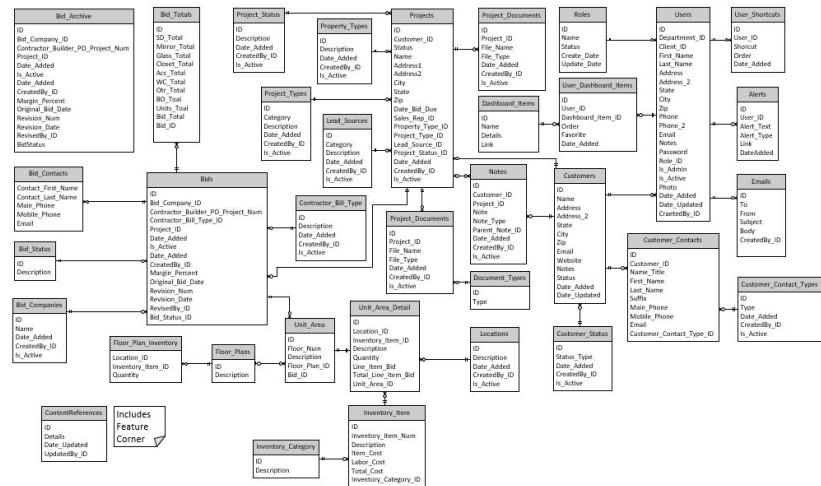 Bid_Archive
ID
Bid_Company_ID
Contractor_Builder_PO_Project_Num
Project_ID
Date_Added
Is_Active
Date_Added
CreatedBy_ID
Margin_Percent
Original_Bid_Date
Revision_Num
Revision_Date
RevisedBy_ID
BidStatus
Bid_Totals
ID
SD_Total
Mirror_Total
Glass_Total
Closet_Total
Acc_Total
WC_Total
Otr_Total
BO_Toal
Units_Toal
Bid_Total
Bid_ID
Project_Status
ID
Description
Date_Added
CreatedBy_ID
Is_Active
Property_Types
ID
Description
Date_Added
CreatedBy_ID
Is_Active
Projects
ID
Customer_ID
Status
Name
Address1
Address2
City
State
Zip
Date_Bid_Due
Sales_Rep_ID
Property_Type_ID
Project_Type_ID
Lead_Source_ID
Project_Status_ID
Date_Added
CreatedBy_ID
Is_Active
Project_Documents
ID
Project_ID
File_Name
File_Type
Date_Added
CreatedBy_ID
Is_Active
Roles
ID
Name
Status
Create_Date
Update_Date
Users
ID
Department_ID
Client_ID
First_Name
Last_Name
Address
Address_2
State
City
Zip
Phone
Phone_2
Email
Notes
Password
Role_ID
Is_Admin
Is_Active
Photo
Date_Added
Date_Updated
CraetedBy_ID
User_Shortcuts
ID
User_ID
Shorcut
Order
Date_Added
Project_Types
ID
Category
Description
Date_Added
CreatedBy_ID
Is_Active
Lead_Sources
ID
Category
Description
Date_Added
CreatedBy_ID
Is_Active
Dashboard_Items
ID
Name
Details
Link
User_Dashboard_Items
ID
User_ID
Dashboard_Item_ID
Order
Favorite
Date_Added
Alerts
ID
User_ID
Alert_Text
Alert_Type
Link
DateAdded
Bid_Contacts
Contact_First_Name
Contact_Last_Name
Main_Phone
Mobile_Phone
Email
Bids
ID
Bid_Company_ID
Contractor_Builder_PO_Project_Num
Contractor_Bill_Type_ID
Project_ID
Date_Added
Is_Active
Date_Added
CreatedBy_ID
Margin_Percent
Original_Bid_Date
Revision_Num
Revision_Date
RevisedBy_ID
Bid_Status_ID
Contractor_Bill_Type
ID
Description
Date_Added
CreatedBy_ID
Is_Active
Project_Documents
ID
Project_ID
File_Name
File_Type
Date_Added
CreatedBy_ID
Is_Active
Notes
ID
Customer_ID
Project_ID
Note
Note_Type
Parent_Note_ID
Date_Added
CreatedBy_ID
Is_Active
Customers
ID
Name
Address
Address_2
State
City
Zip
Email
Website
Notes
Status
Date_Added
Date_Updated
Emails
ID
To
From
Subject
Body
CreatedBy_ID
Bid_Status
ID
Description
Customer_Contacts
ID
Customer_ID
Name_Title
First_Name
Last_Name
Suffix
Main_Phone
Mobile_Phone
Email
Customer_Contact_Type_ID
Document_Types
ID
Type
Customer_Contact_Types
ID
Type
Date_Added
CreatedBy_ID
Is_Active
Bid_Companies
ID
Name
Date_Added
CreatedBy_ID
Is_Active
Floor_Plan_Inventory
Location_ID
Inventory_Item_ID
Quantity
Floor_Plans
ID
Description
Unit_Area
ID
Floor_Num
Description
Floor_Plan_ID
Bid_ID
Unit_Area_Detail
ID
Location_ID
Inventory_Item_ID
Description
Quantity
Line_Item_Bid
Total_Line_Item_Bid
Unit_Area_ID
Locations
ID
Description
Date_Added
CreatedBy_ID
Is_Active
Customer_Status
ID
Status_Type
Date_Added
CreatedBy_ID
Is_Active
ContentReferences
ID
Details
Date_Updated
UpdatedBy_ID
Includes
Feature
Corner
Inventory_Category
ID
Description
Inventory_Item
ID
Inventory_Item_Num
Description
Item_Cost
Labor_Cost
Total_Cost
Inventory_Category_ID